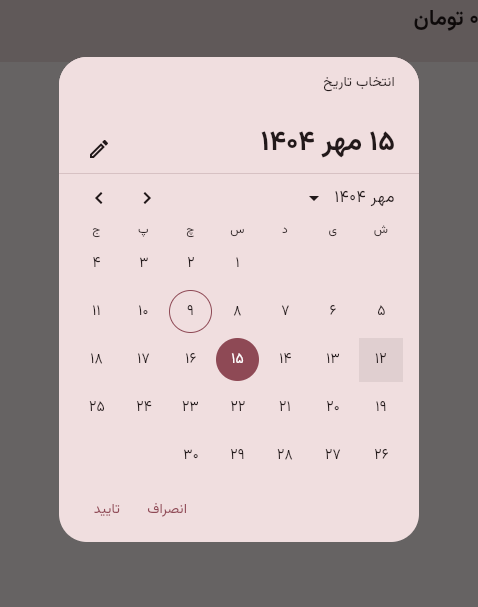 ۰ تومان
انتخاب تاریخ
۱۵ مهر ۱۴۰۴
مهر ۱۴۰۴
ش ی د س چ پ ج
۱ ۲ ۳ ۴
۵ ۶ ۷ ۸ ۹ ۱۰ ۱۱
۱۲ ۱۳ ۱۴ ۱۵ ۱۶ ۱۷ ۱۸
۱۹ ۲۰ ۲۱ ۲۲ ۲۳ ۲۴ ۲۵
۲۶ ۲۷ ۲۸ ۲۹ ۳۰
انصراف تایید